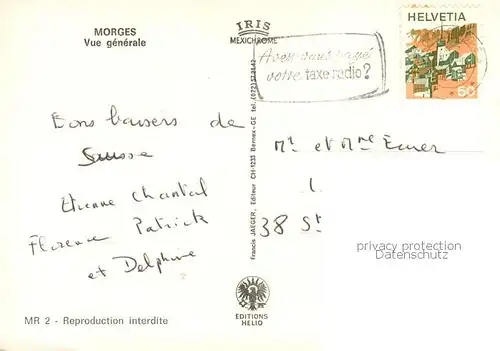 MORGES
Vue générale
IRIS
MEXICHROME
Avez-vous payé
votre taxe radio?
HELVETIA
50
Bons baisers de
Suisse
Etienne Chantal
Florence Patrick
et Delphine
Francis JAEGER, Editeur CH-1233 Bernex-GE tel.
Mr et Mme
38 St
privacy protection
Datenschutz
EDITIONS
HELIO
MR 2 - Reproduction interdite